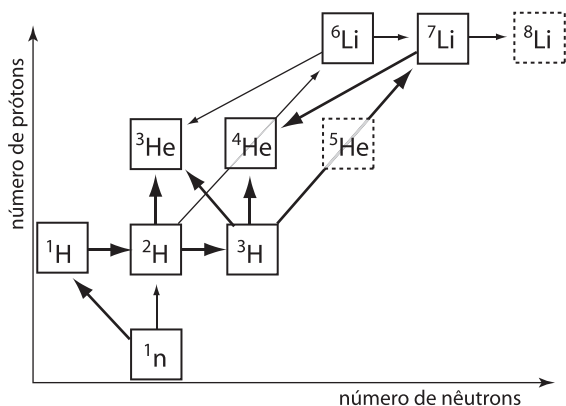 número de prótons
⁶Li
⁷Li
⁸Li
³He
⁴He
⁵He
¹H
²H
³H
¹n
número de nêutrons